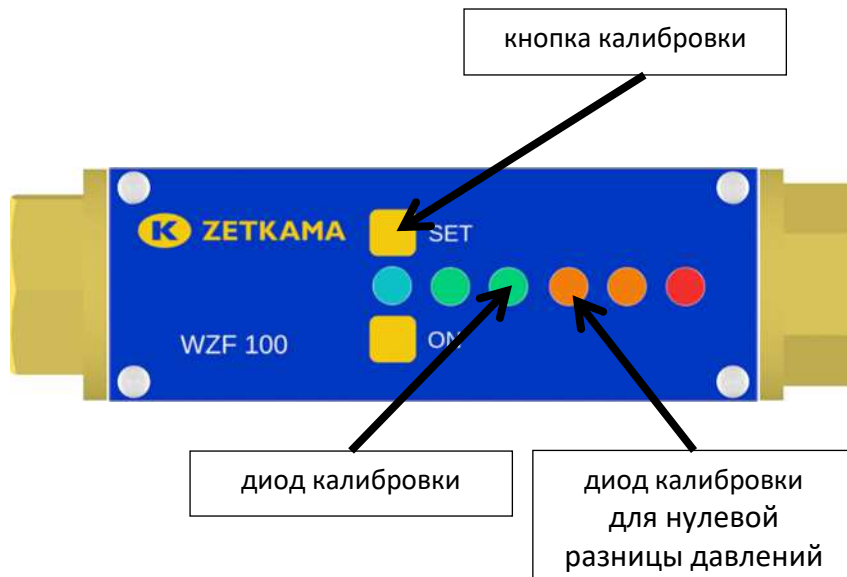 кнопка калибровки
K ZETKAMA
SET
WZF 100
ON
диод калибровки
диод калибровки
для нулевой
разницы давлений